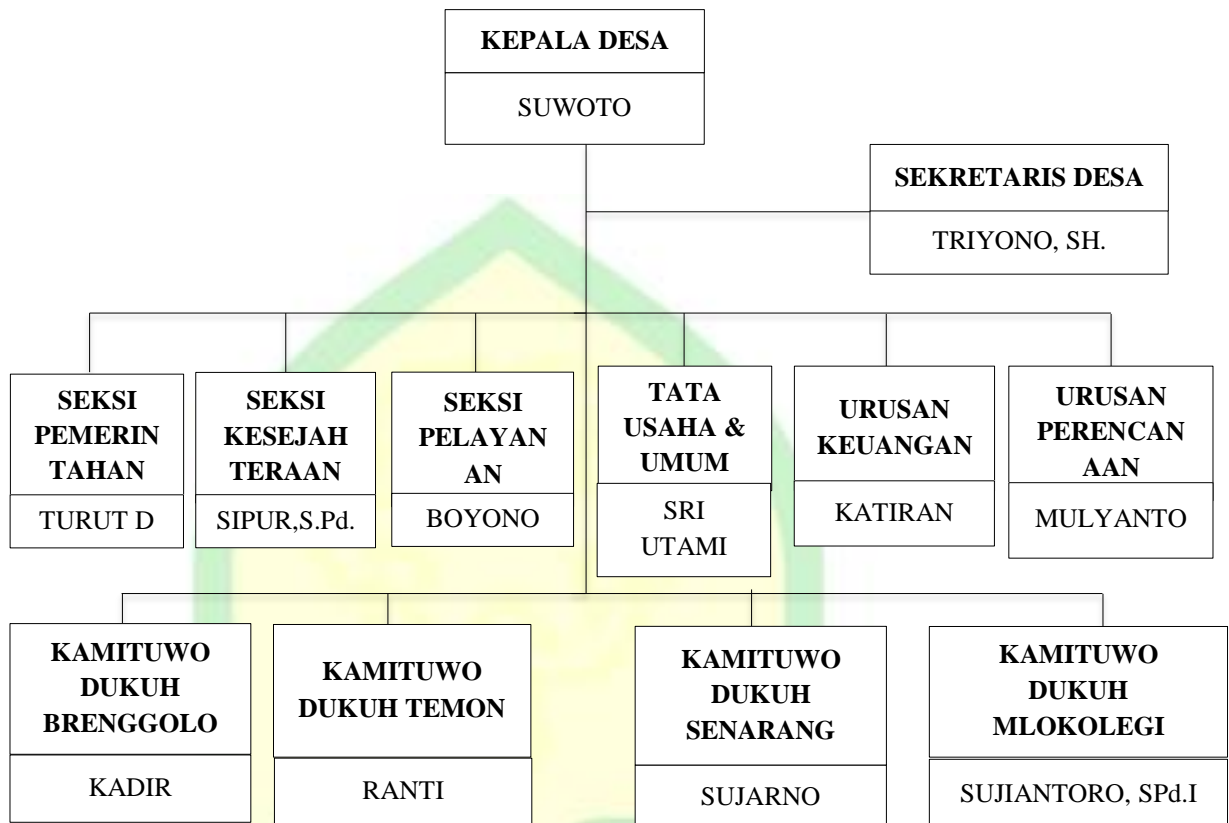 KEPALA DESA
SUWOTO
SEKRETARIS DESA
TRIYONO, SH.
SEKSI
PEMERIN
TAHAN
TURUT D
SEKSI
KESEJAH
TERAAN
SIPUR,S.Pd.
SEKSI
PELAYAN
AN
BOYONO
TATA
USAHA &
UMUM
SRI
UTAMI
URUSAN
KEUANGAN
KATIRAN
URUSAN
PERENCAN
AAN
MULYANTO
KAMITUWO
DUKUH
BRENGGOLO
KADIR
KAMITUWO
DUKUH TEMON
RANTI
KAMITUWO
DUKUH
SENARANG
SUJARNO
KAMITUWO
DUKUH
MLOKOLEGI
SUJIANTORO, SPd.I